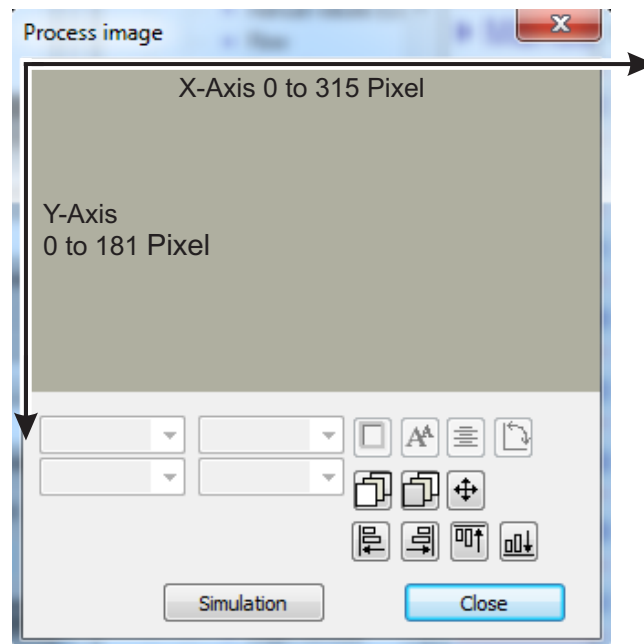 Process image
X-Axis 0 to 315 Pixel
Y-Axis
0 to 181 Pixel
Simulation
Close